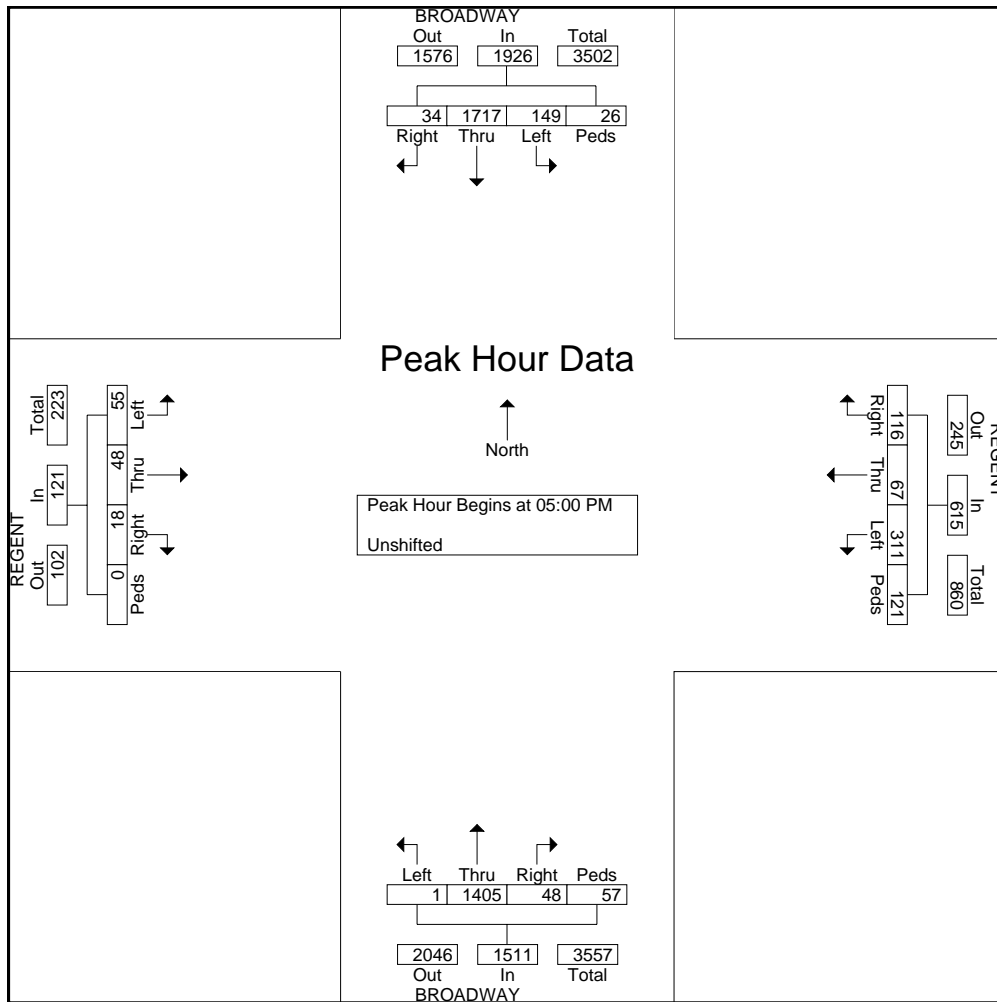 BROADWAY
Out In Total
1576 1926 3502
34 1717 149 26
Right Thru Left Peds
Peak Hour Data
North
Peak Hour Begins at 05:00 PM
Unshifted
REGENT
Out In Total
102 121 223
55 48 18 0
Left Thru Right Peds
REGENT
Out In Total
245 615 860
116 67 311 121
Right Thru Left Peds
Left Thru Right Peds
1 1405 48 57
2046 1511 3557
Out In Total
BROADWAY